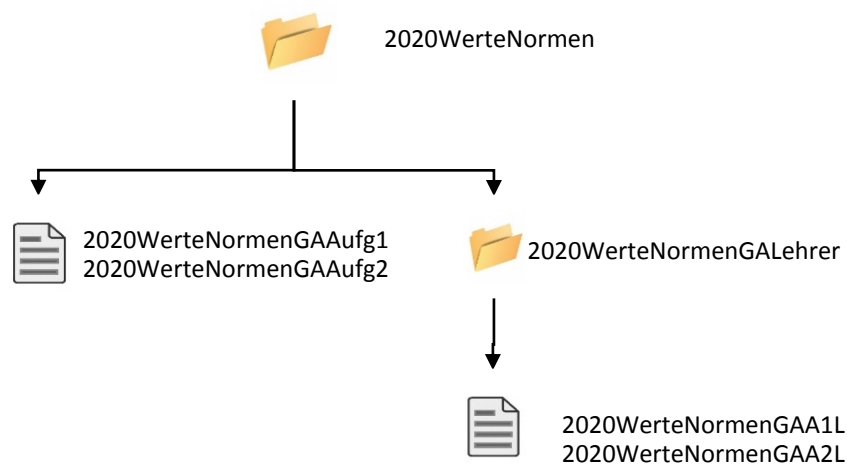 2020WerteNormen
2020WerteNormenGAAufg1
2020WerteNormenGAAufg2
2020WerteNormenGALehrer
2020WerteNormenGAA1L
2020WerteNormenGAA2L